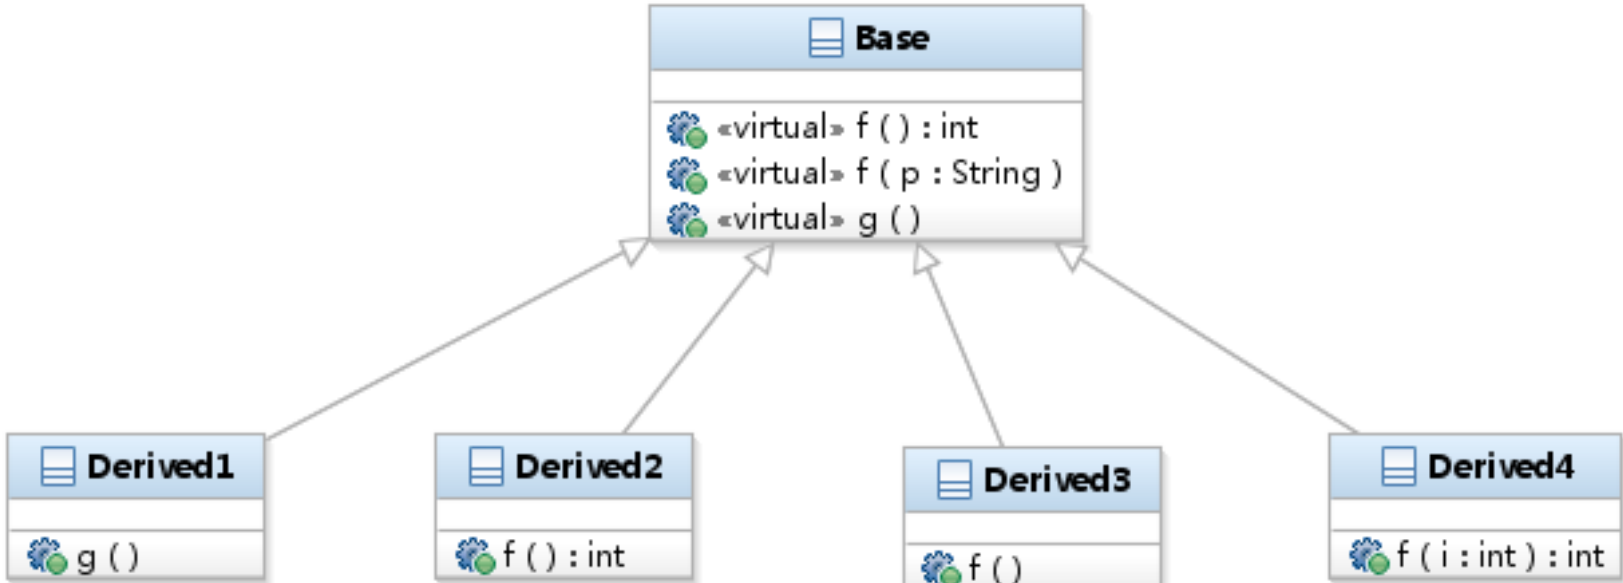 Base
«virtual» f ( ) : int
«virtual» f ( p : String )
«virtual» g ( )
Derived1
g ( )
Derived2
f ( ) : int
Derived3
f ( )
Derived4
f ( i : int ) : int